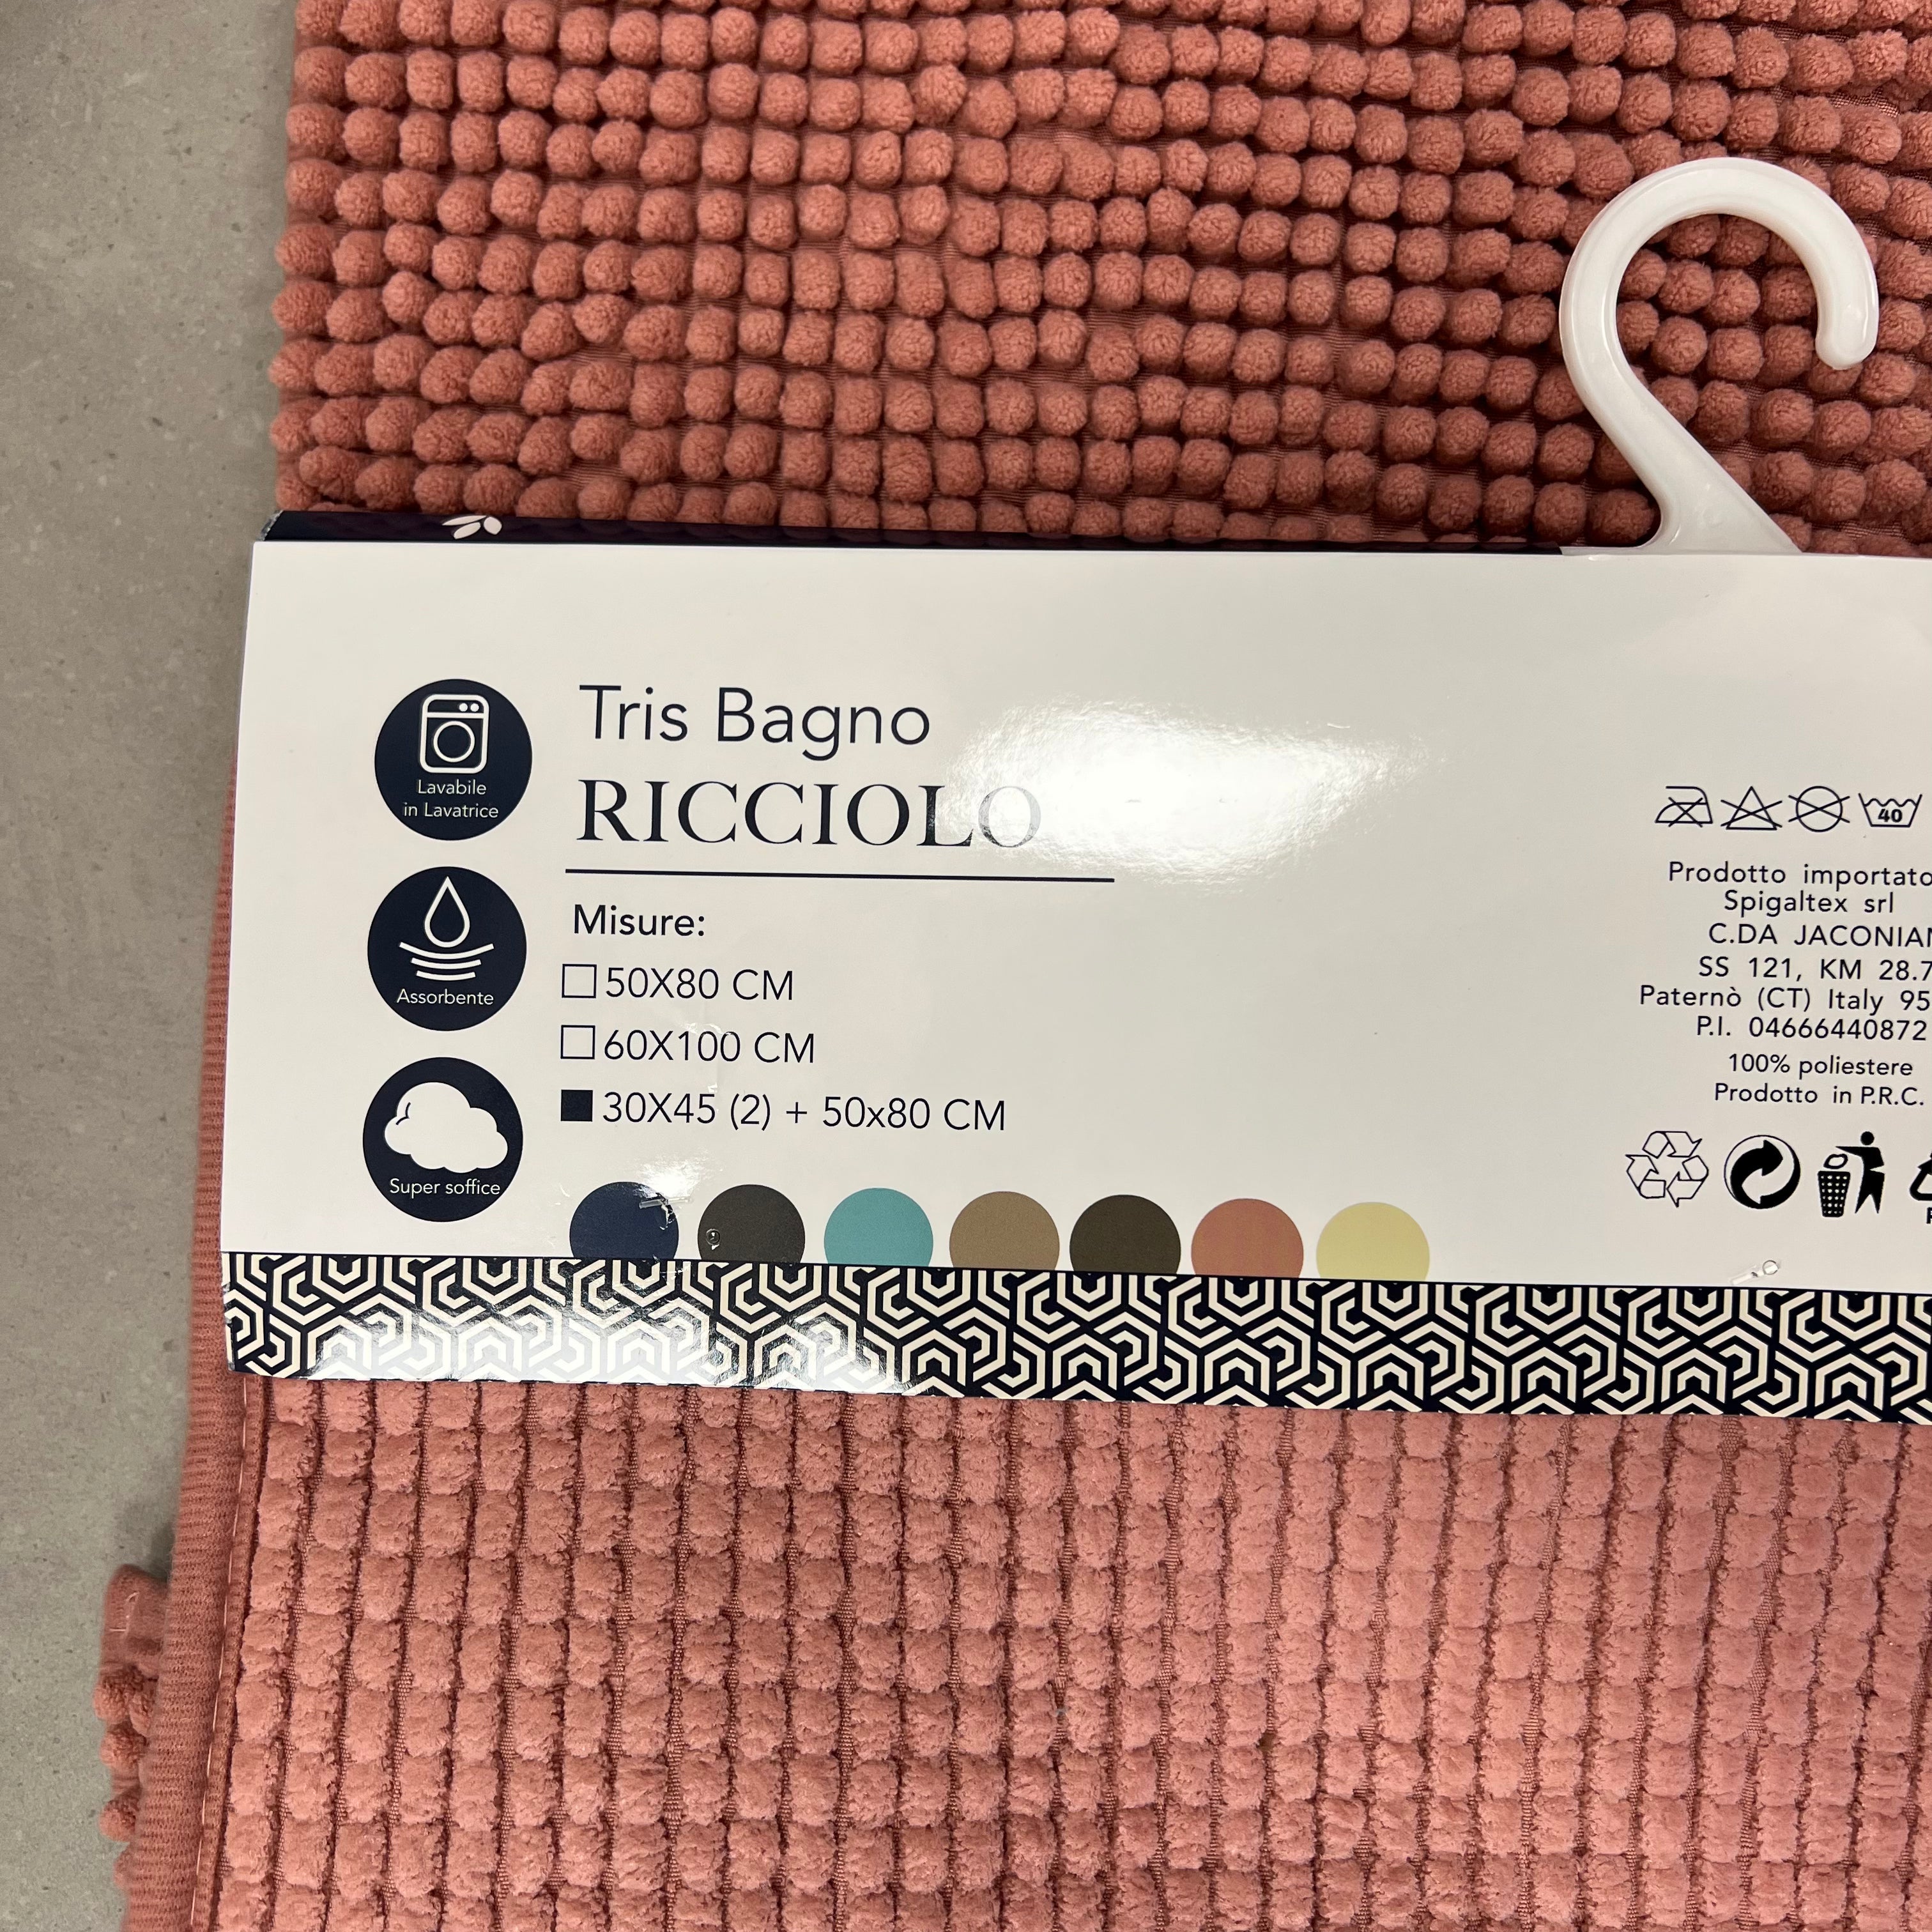 Lavabile
in Lavatrice
Assorbente
Super soffice
Tris Bagno
RICCIOLO
Misure:
50X80 CM
60X100 CM
30X45 (2) + 50x80 CM
40
Prodotto importato
Spigaltex srl
C.DA
SS 121, KM 28.7
Paternò (CT) Italy 95
P.I. 04666440872
100% poliestere
Prodotto in P.R.C.